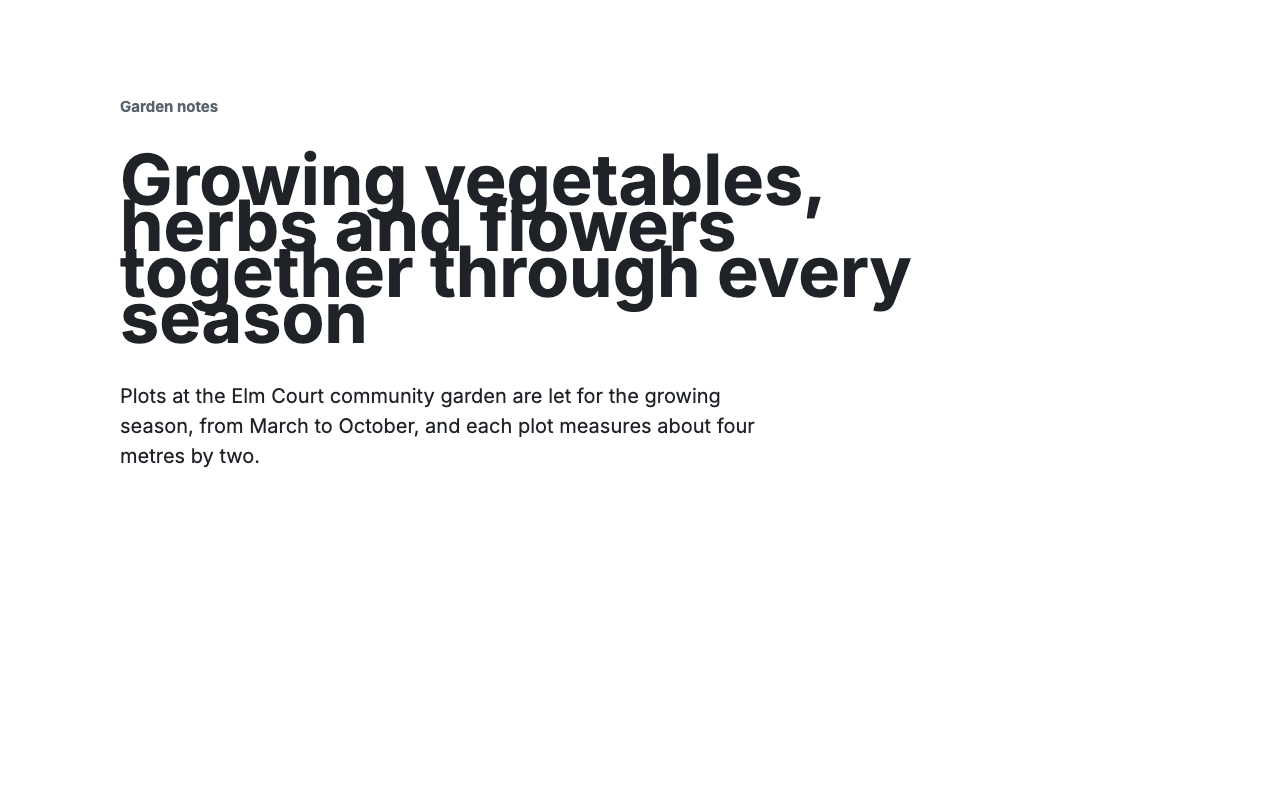 Garden notes
Growing vegetables,
herbs and flowers
together through every
season
Plots at the Elm Court community garden are let for the growing
season, from March to October, and each plot measures about four
metres by two.